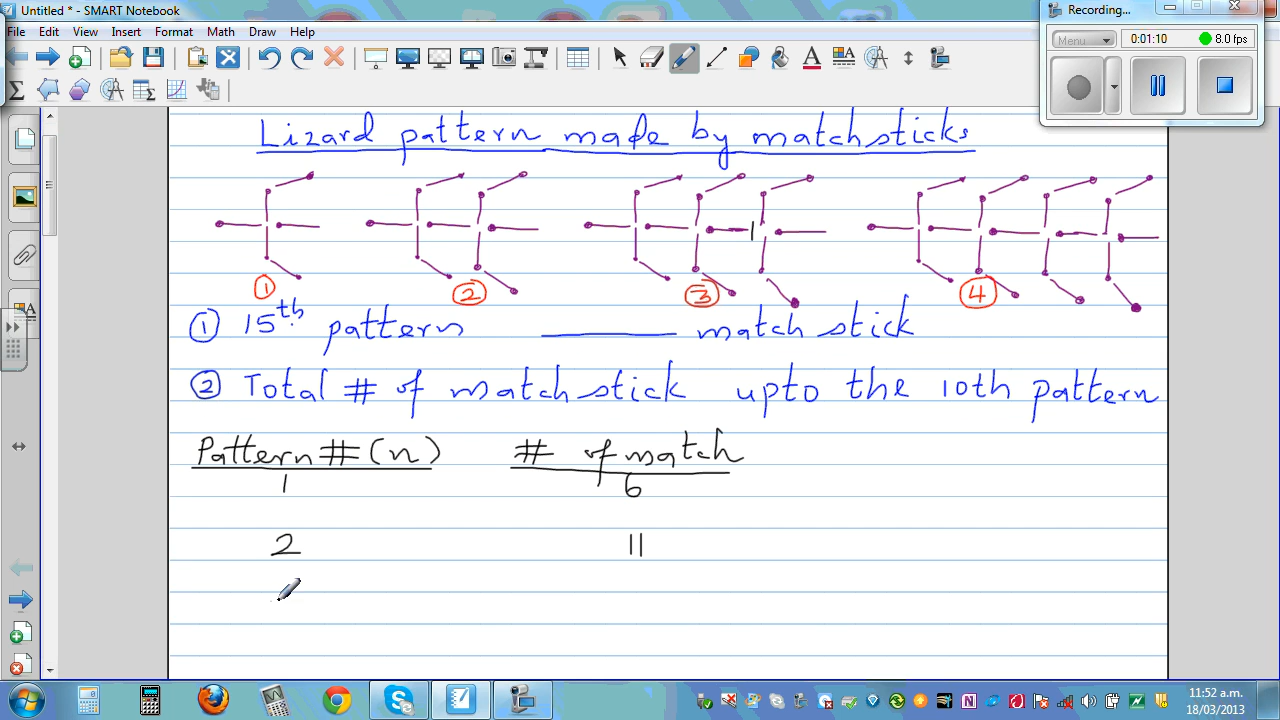 Untitled * - SMART Notebook
Recording...
File Edit View Insert Format Math Draw Help
Menu 0:01:10 8.0 fps
Lizard pattern made by matchsticks
1 2 3 4
1 15th pattern ______ match stick
2 Total # of matchstick upto the 10th pattern
Pattern # (n) # of match
1 6
2 11
11:52 a.m.
18/03/2013